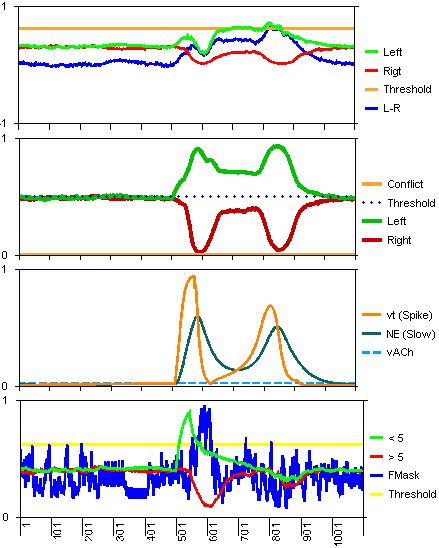 1
Left
Rigt
Threshold
L-R
-1
1
Conflict
Threshold
Left
Right
0
1
vt (Spike)
NE (Slow)
vACh
0
1
< 5
> 5
FMask
Threshold
0
1 101 201 301 401 501 601 701 801 901 1001